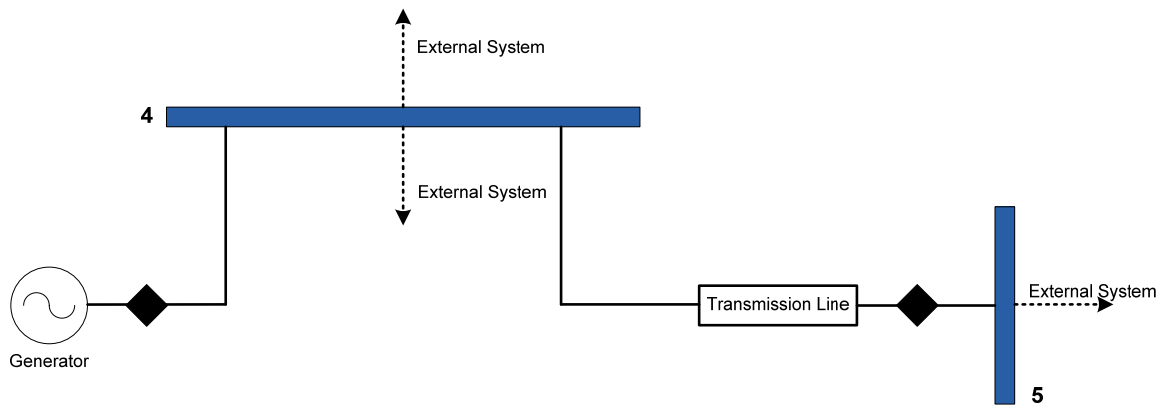 External System
4
External System
Transmission Line
External System
Generator
5